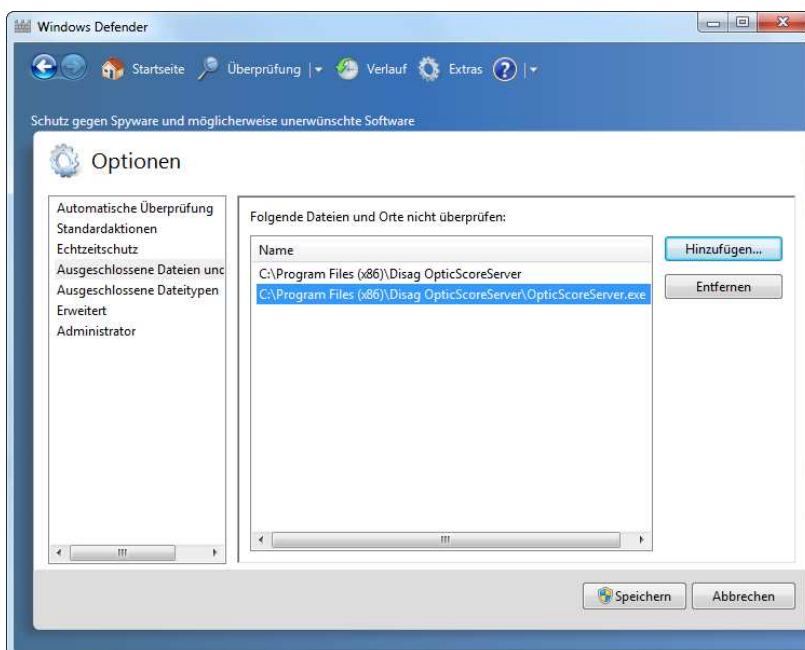 Windows Defender
Startseite Überprüfung Verlauf Extras ?
Schutz gegen Spyware und möglicherweise unerwünschte Software
Optionen
Automatische Überprüfung
Standardaktionen
Echtzeitschutz
Ausgeschlossene Dateien und
Ausgeschlossene Dateitypen
Erweitert
Administrator
Folgende Dateien und Orte nicht überprüfen:
Name
C:\Program Files (x86)\Disag OpticScoreServer
C:\Program Files (x86)\Disag OpticScoreServer\OpticScoreServer.exe
Hinzufügen...
Entfernen
Speichern Abbrechen